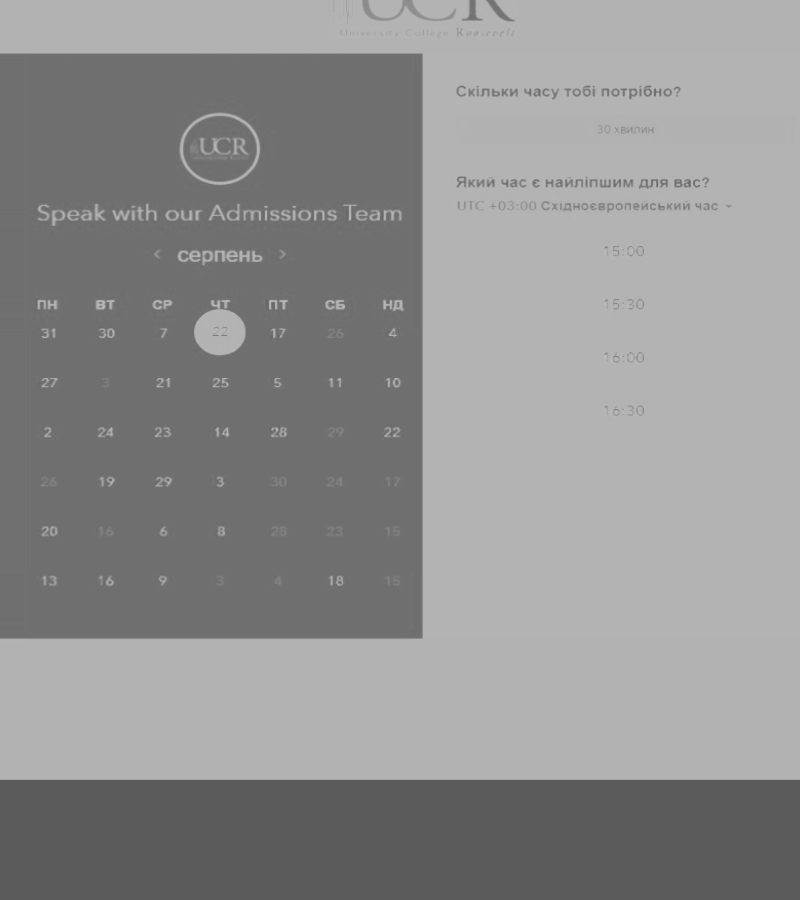 UCR
University College Roosevelt
UCR
Speak with our Admissions Team
< серпень >
ПН ВТ СР ЧТ ПТ СБ НД
31 30 7 22 17 26 4
27 3 21 25 5 11 10
2 24 23 14 28 29 22
26 19 29 3 30 24 17
20 16 6 8 28 23 15
13 16 9 3 4 18 15
Скільки часу тобі потрібно?
30 хвилин
Який час є найліпшим для вас?
UTC +03:00 Східноєвропейський час
15:00
15:30
16:00
16:30